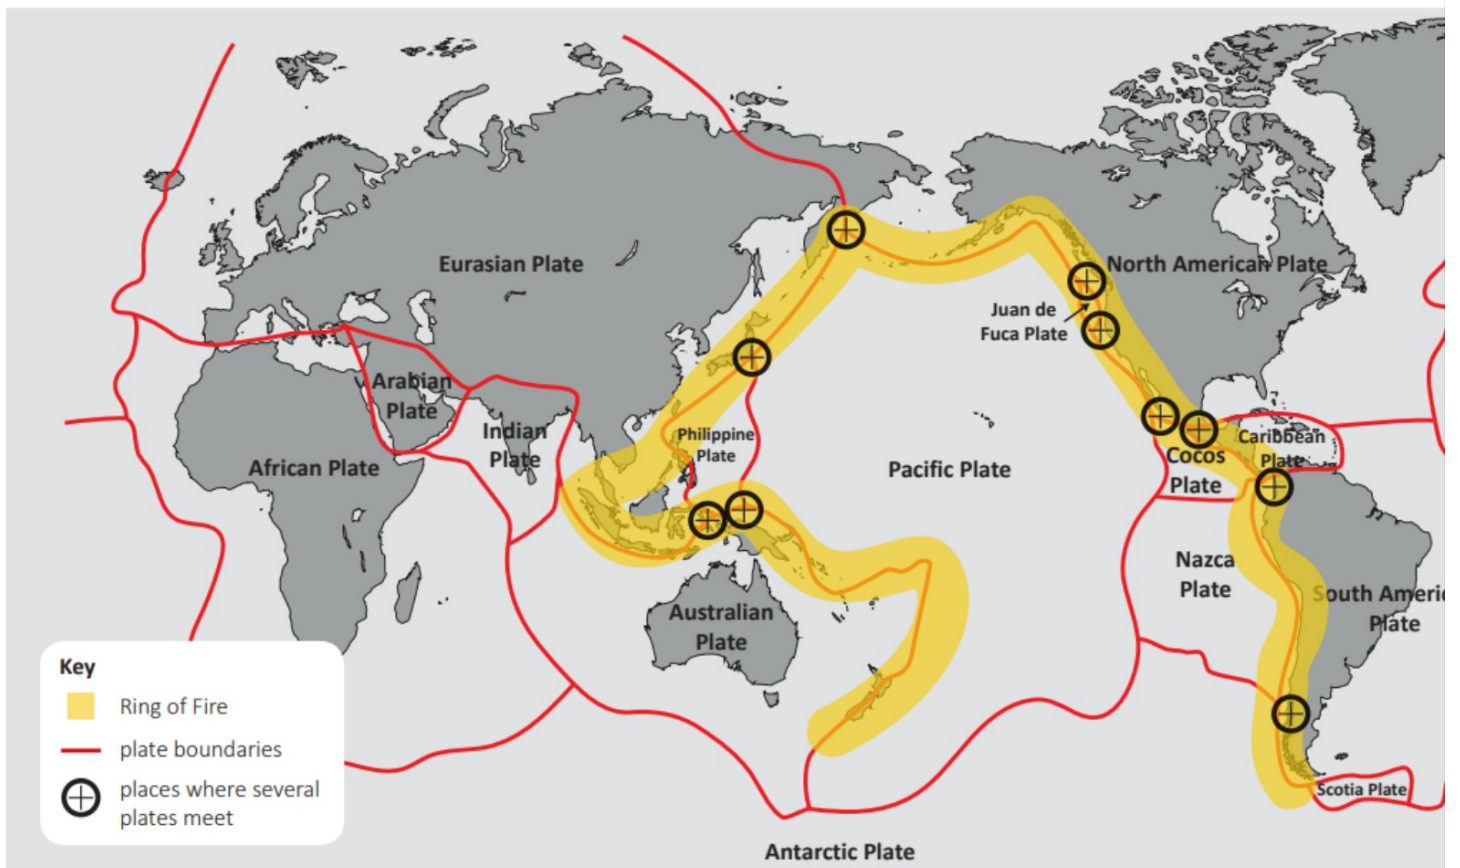 Eurasian Plate
North American Plate
Juan de
Fuca Plate
Arabian
Plate
Indian
Plate
African Plate
Philippine
Plate
Pacific Plate
Caribbean
Plate
Cocos
Plate
Nazca
Plate
South Americ
Plate
Australian
Plate
Scotia Plate
Antarctic Plate
Key
Ring of Fire
plate boundaries
places where several
plates meet